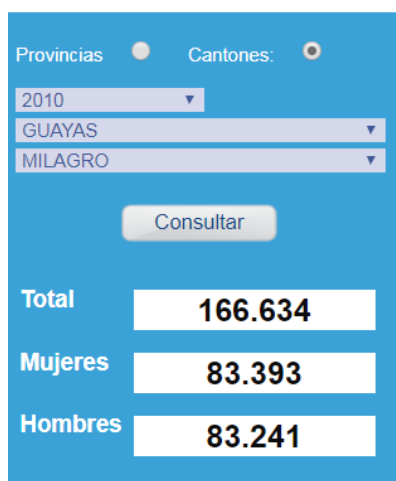 Provincias Cantones:
2010
GUAYAS
MILAGRO
Consultar
Total 166.634
Mujeres 83.393
Hombres 83.241